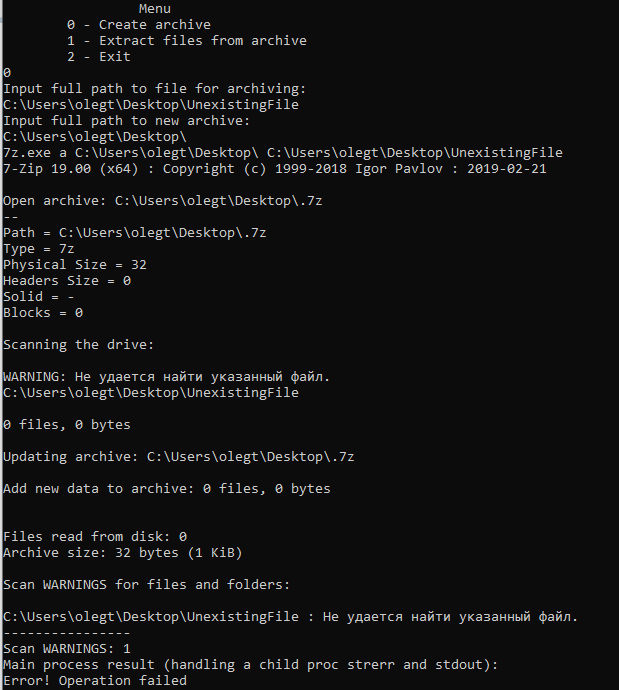 Menu
0 - Create archive
1 - Extract files from archive
2 - Exit
0
Input full path to file for archiving:
C:\Users\olegt\Desktop\UnexistingFile
Input full path to new archive:
C:\Users\olegt\Desktop\
7z.exe a C:\Users\olegt\Desktop\ C:\Users\olegt\Desktop\UnexistingFile
7-Zip 19.00 (x64) : Copyright (c) 1999-2018 Igor Pavlov : 2019-02-21
Open archive: C:\Users\olegt\Desktop\.7z
--
Path = C:\Users\olegt\Desktop\.7z
Type = 7z
Physical Size = 32
Headers Size = 0
Solid = -
Blocks = 0
Scanning the drive:
WARNING: Не удается найти указанный файл.
C:\Users\olegt\Desktop\UnexistingFile
0 files, 0 bytes
Updating archive: C:\Users\olegt\Desktop\.7z
Add new data to archive: 0 files, 0 bytes
Files read from disk: 0
Archive size: 32 bytes (1 KiB)
Scan WARNINGS for files and folders:
C:\Users\olegt\Desktop\UnexistingFile : Не удается найти указанный файл.
----------------
Scan WARNINGS: 1
Main process result (handling a child proc strerr and stdout):
Error! Operation failed